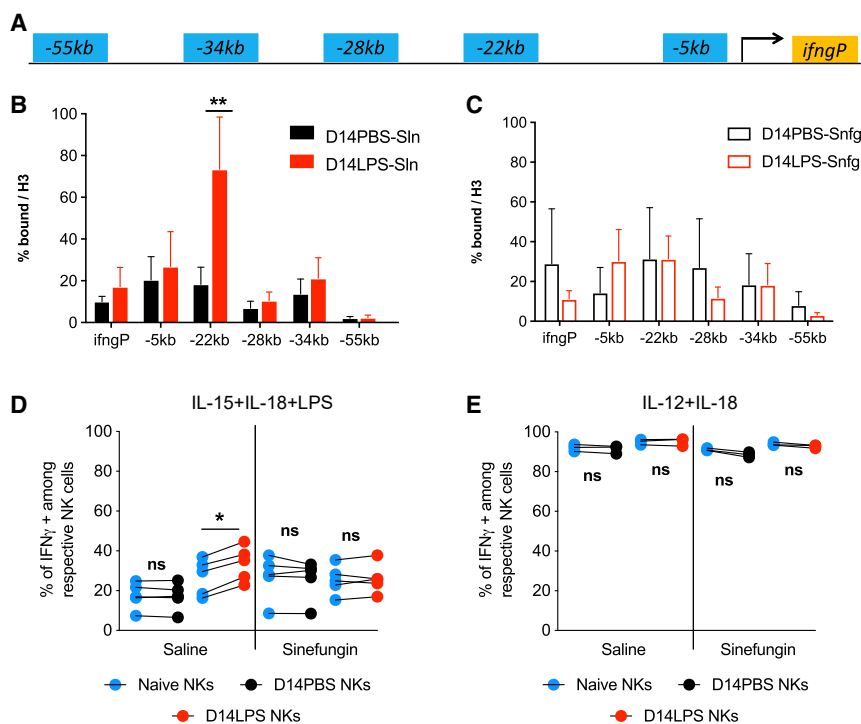 A
-55kb -34kb -28kb -22kb -5kb ifngP
B
% bound / H3
100
80
60
40
20
0
**
D14PBS-Sln
D14LPS-Sln
ifngP -5kb -22kb -28kb -34kb -55kb
C
% bound / H3
100
80
60
40
20
0
D14PBS-Snfg
D14LPS-Snfg
ifngP -5kb -22kb -28kb -34kb -55kb
D
IL-15+IL-18+LPS
% of IFNγ + among
respective NK cells
100
80
60
40
20
0
ns * ns ns
Saline Sinefungin
Naive NKs D14PBS NKs
D14LPS NKs
E
IL-12+IL-18
% of IFNγ + among
respective NK cells
100
80
60
40
20
0
ns ns ns ns
Saline Sinefungin
Naive NKs D14PBS NKs
D14LPS NKs